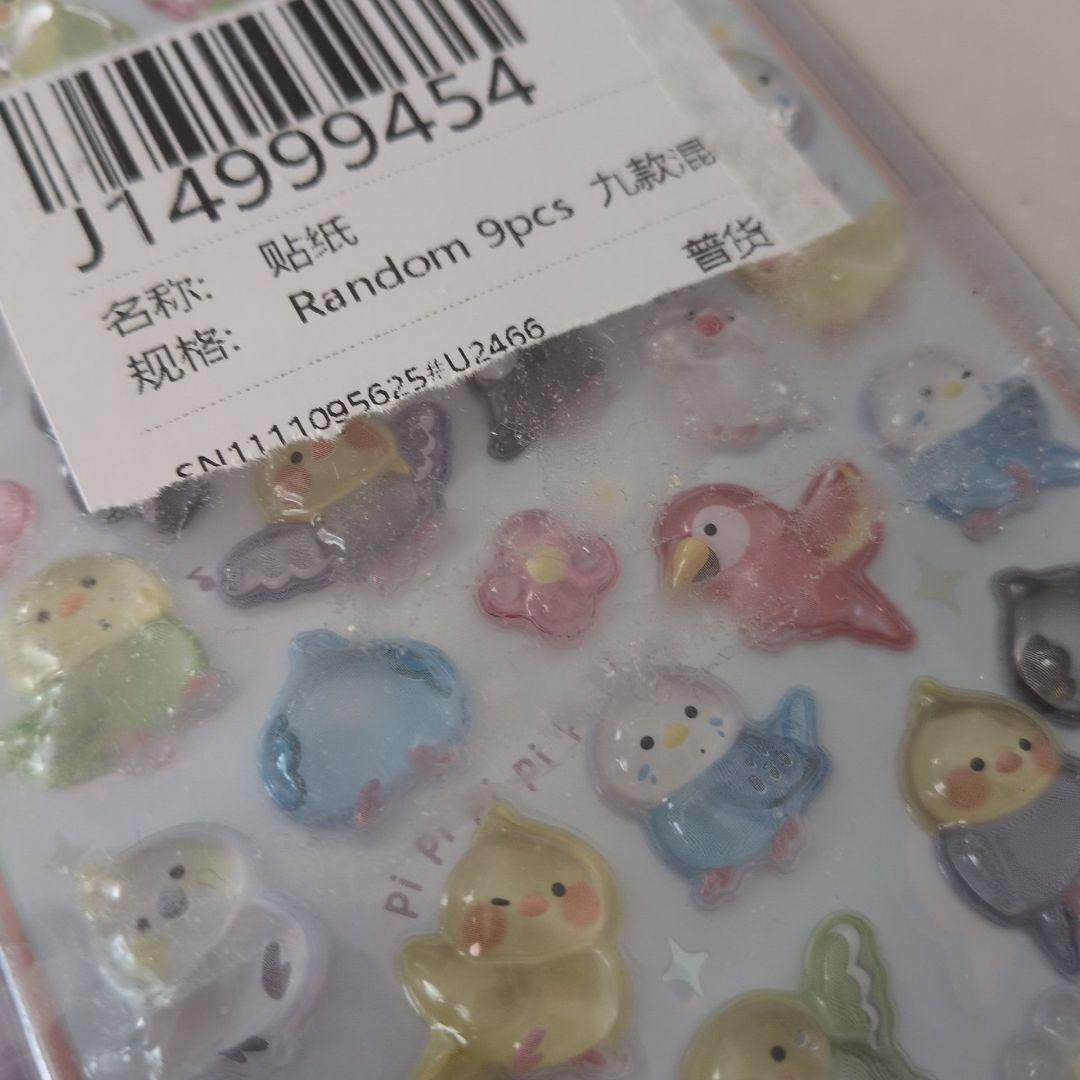 J14999454
名称: 贴纸
规格: Random 9pcs 九款混
普货
SN1111095625#U2466
Pi Pi Pi Pi